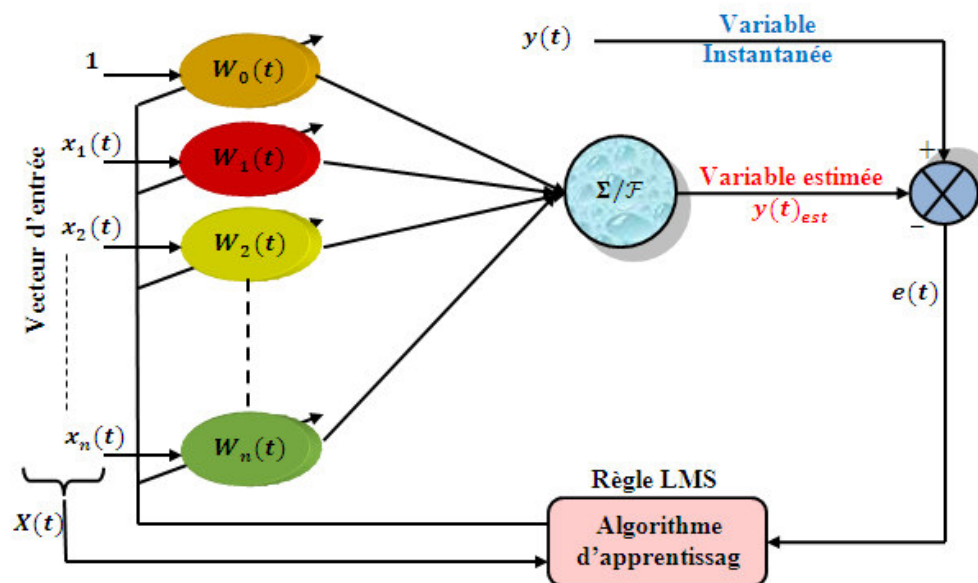 y(t)
Variable
Instantanée
1
W₀(t)
x₁(t)
W₁(t)
x₂(t)
W₂(t)
Vecteur d'entrée
Σ/ℱ
+
Variable estimée
y(t)ₑₛₜ
−
e(t)
xₙ(t)
Wₙ(t)
X(t)
Règle LMS
Algorithme
d'apprentissag